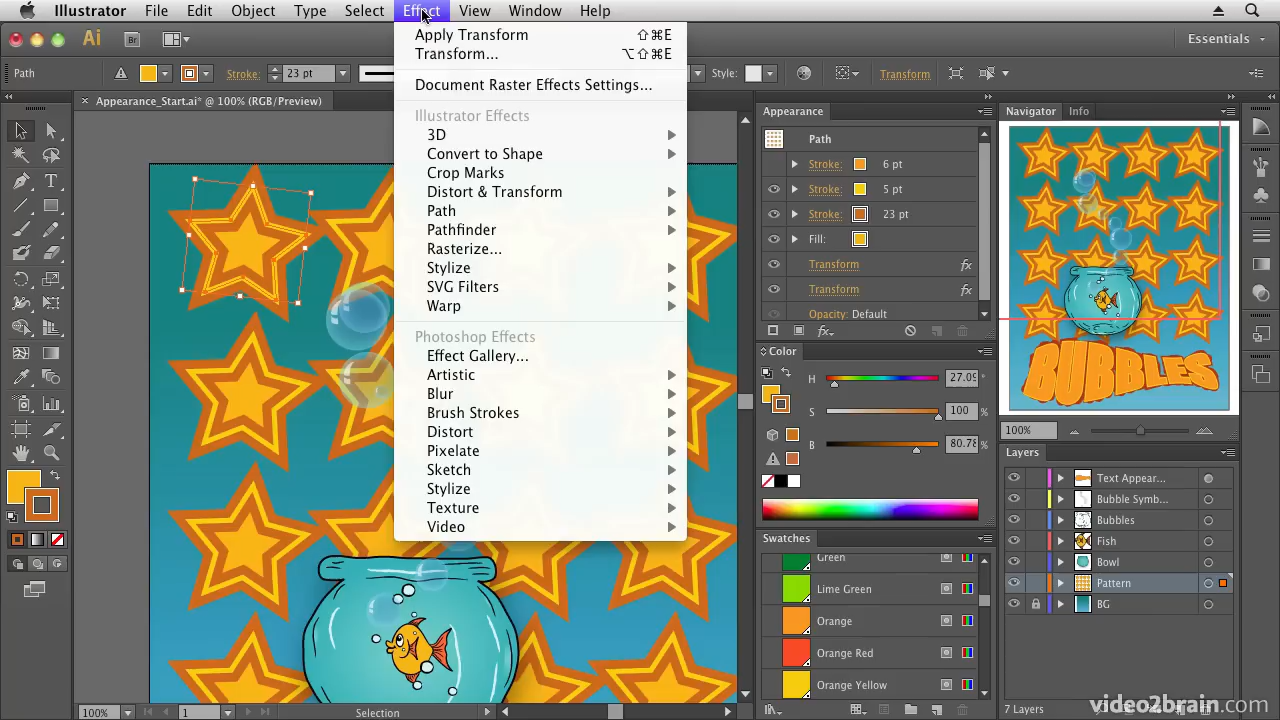 Illustrator File Edit Object Type Select Effect View Window Help
Ai Br Essentials
Path Stroke: 23 pt Style: Transform
Appearance_Start.ai* @ 100% (RGB/Preview)
Apply Transform ⇧⌘E
Transform... ⌥⇧⌘E
Document Raster Effects Settings...
Illustrator Effects
3D
Convert to Shape
Crop Marks
Distort & Transform
Path
Pathfinder
Rasterize...
Stylize
SVG Filters
Warp
Photoshop Effects
Effect Gallery...
Artistic
Blur
Brush Strokes
Distort
Pixelate
Sketch
Stylize
Texture
Video
Appearance
Path
Stroke: 6 pt
Stroke: 5 pt
Stroke: 23 pt
Fill:
Transform fx
Transform fx
Opacity: Default
fx
Color
H 27.09 °
S 100 %
B 80.78 %
Swatches
Green
Lime Green
Orange
Orange Red
Orange Yellow
Navigator Info
BUBBLES
100%
Layers
Text Appear...
Bubble Symb...
Bubbles
Fish
Bowl
Pattern
BG
7 Layers
100% 1 Selection
video2brain.com